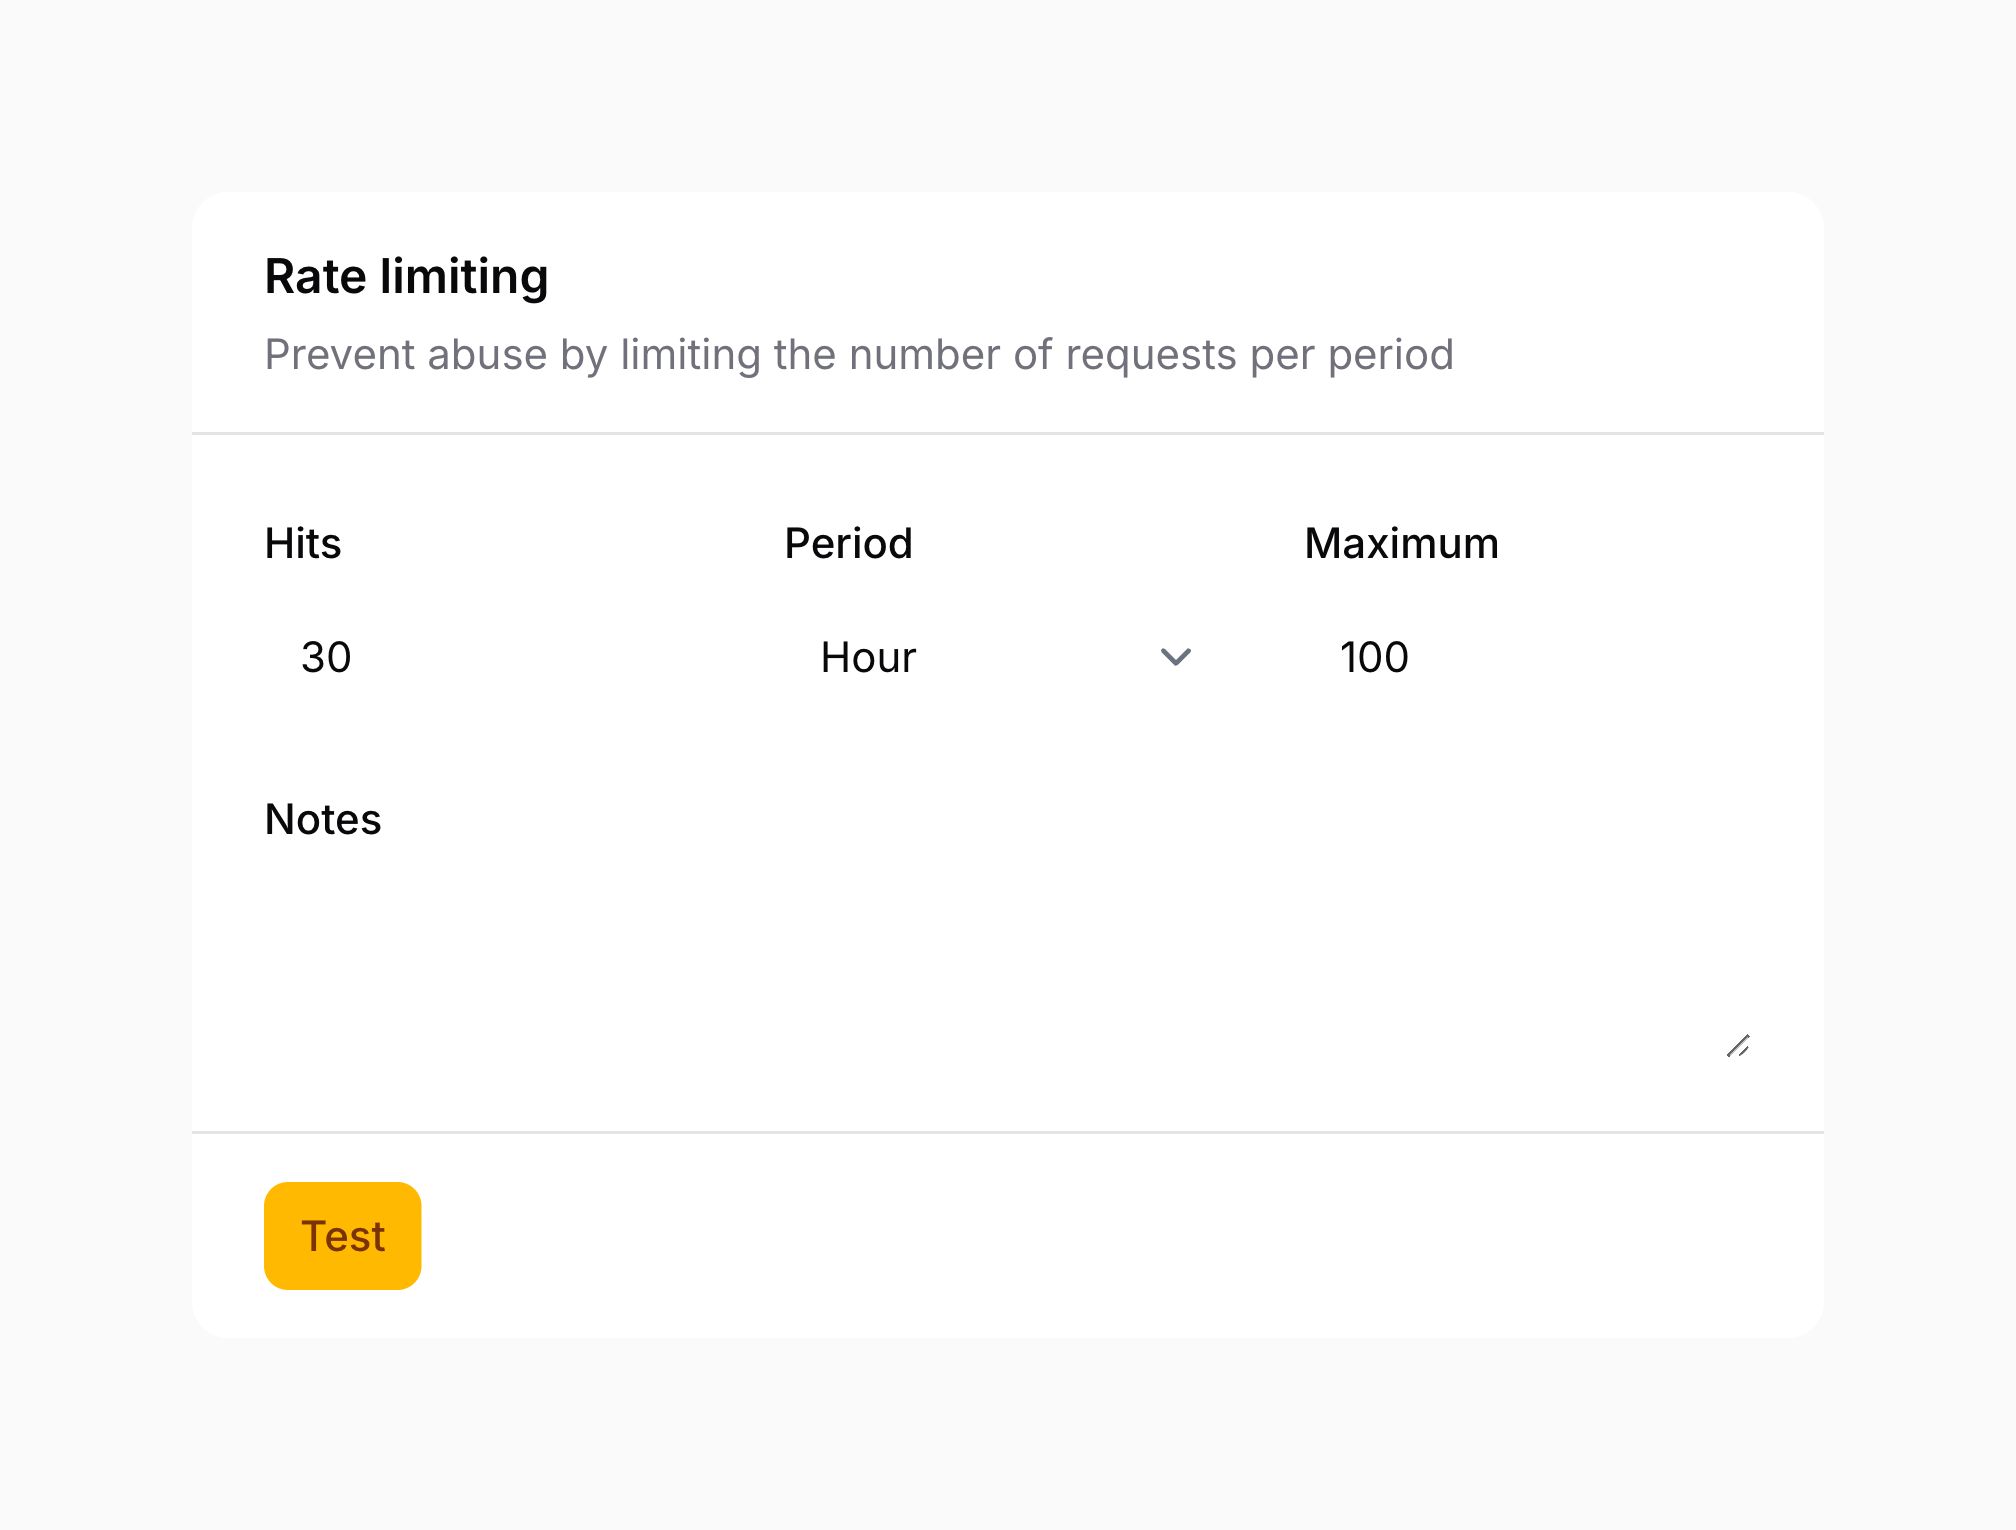 Rate limiting
Prevent abuse by limiting the number of requests per period
Hits Period Maximum
30 Hour 100
Notes
Test